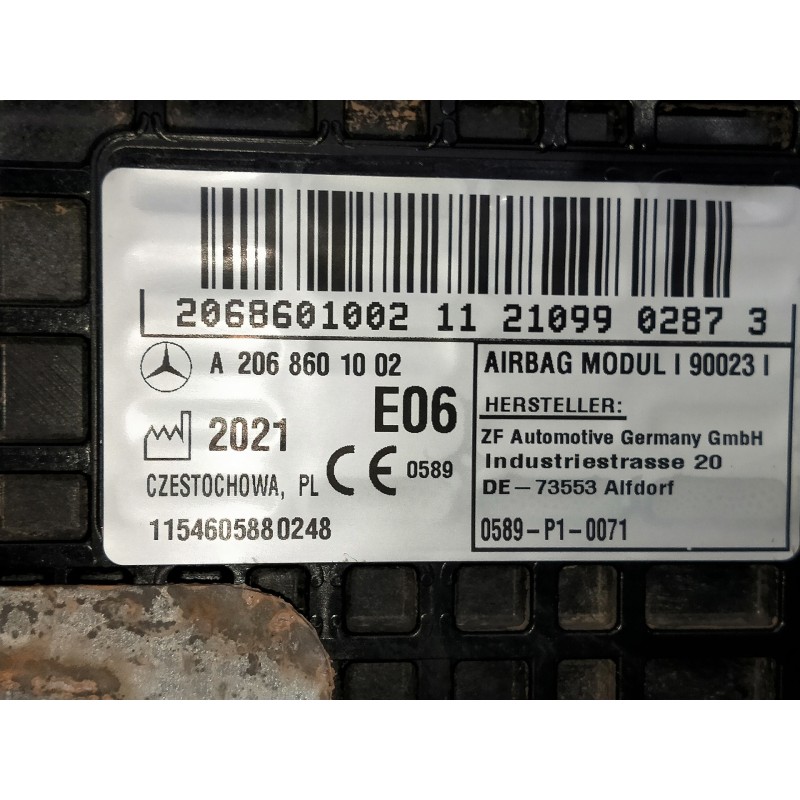 2068601002 11 21099 0287 3
A 206 860 10 02
E06
2021
CE 0589
CZESTOCHOWA, PL
1154605880248
AIRBAG MODUL I 90023 I
HERSTELLER:
ZF Automotive Germany GmbH
Industriestrasse 20
DE-73553 Alfdorf
0589-P1-0071